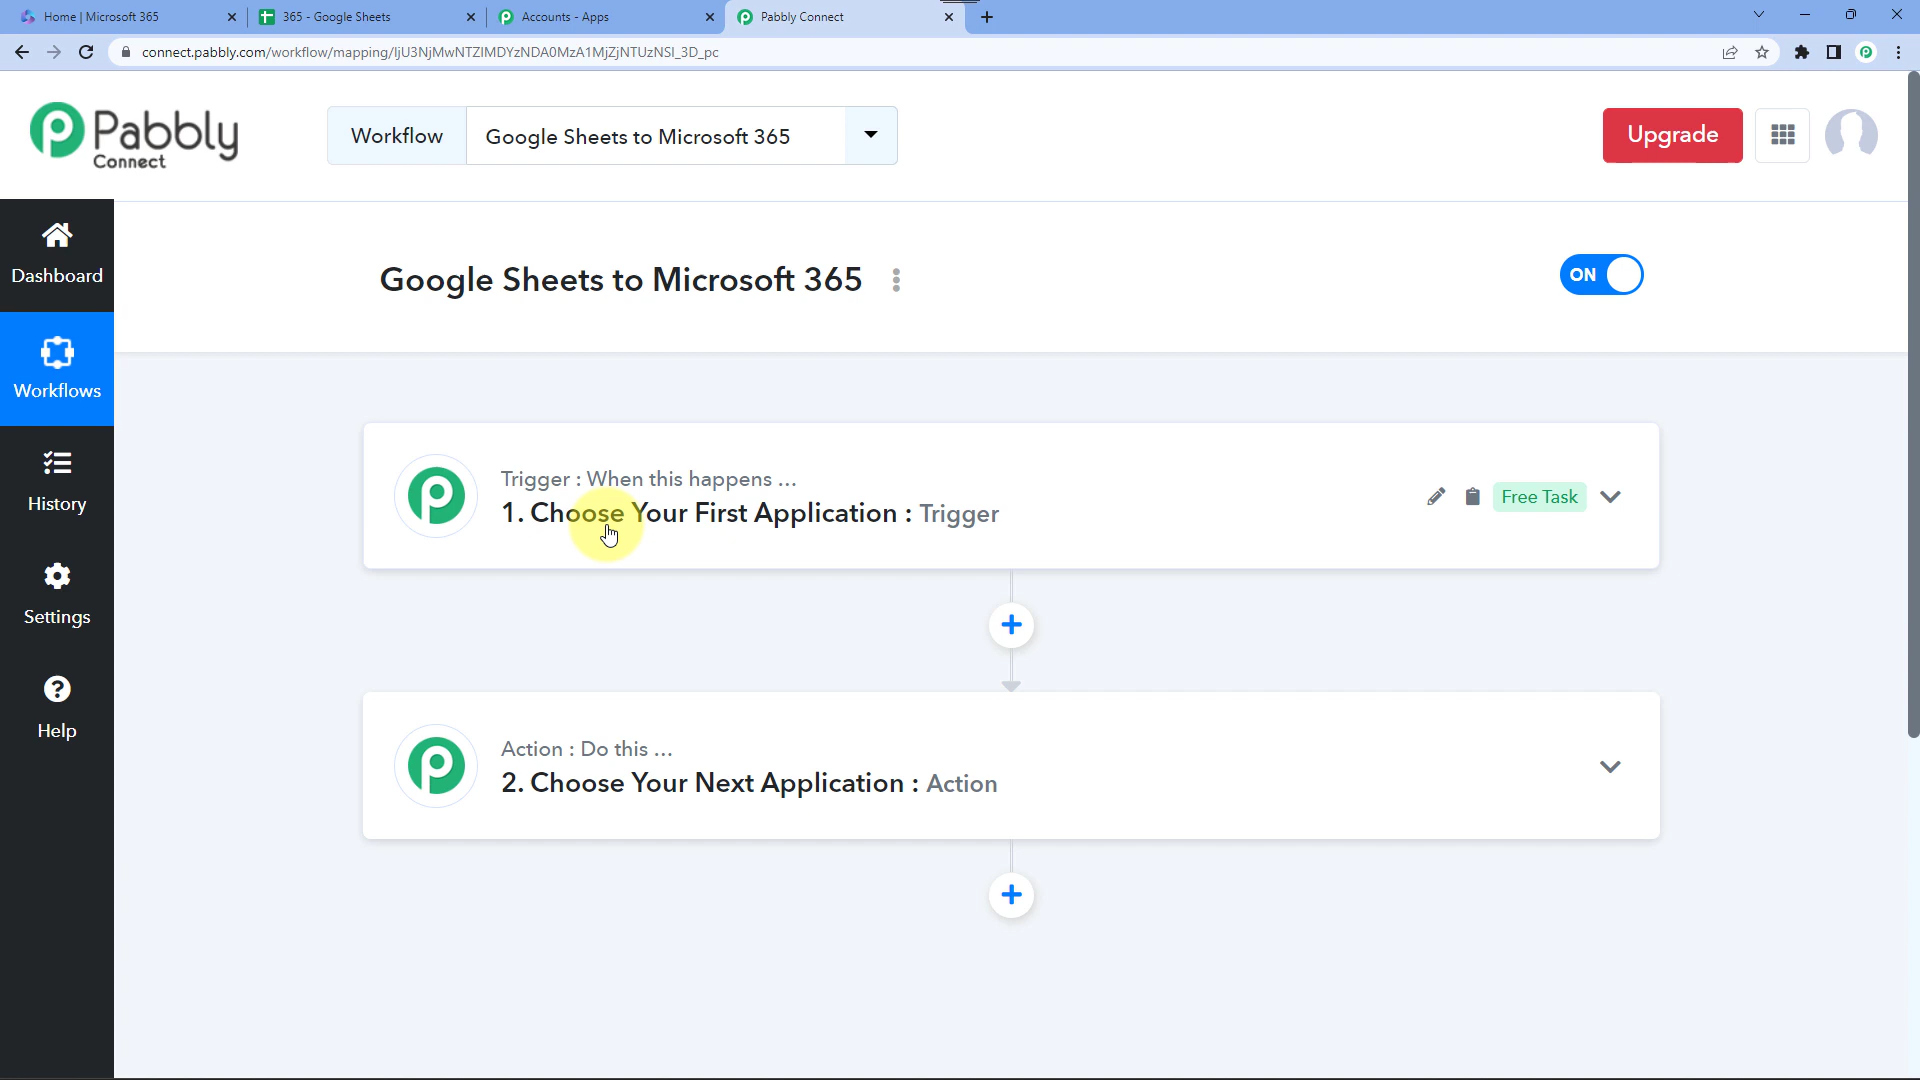 Home | Microsoft 365
365 - Google Sheets
Accounts - Apps
Pabbly Connect
connect.pabbly.com/workflow/mapping/IjU3NjMwNTZlMDYzNDA0MzA1MjZjNTUzNSI_3D_pc
Pabbly
Connect
Workflow
Google Sheets to Microsoft 365
Upgrade
Dashboard
Google Sheets to Microsoft 365
ON
Workflows
History
Settings
Help
Trigger : When this happens ...
1. Choose Your First Application : Trigger
Free Task
Action : Do this ...
2. Choose Your Next Application : Action